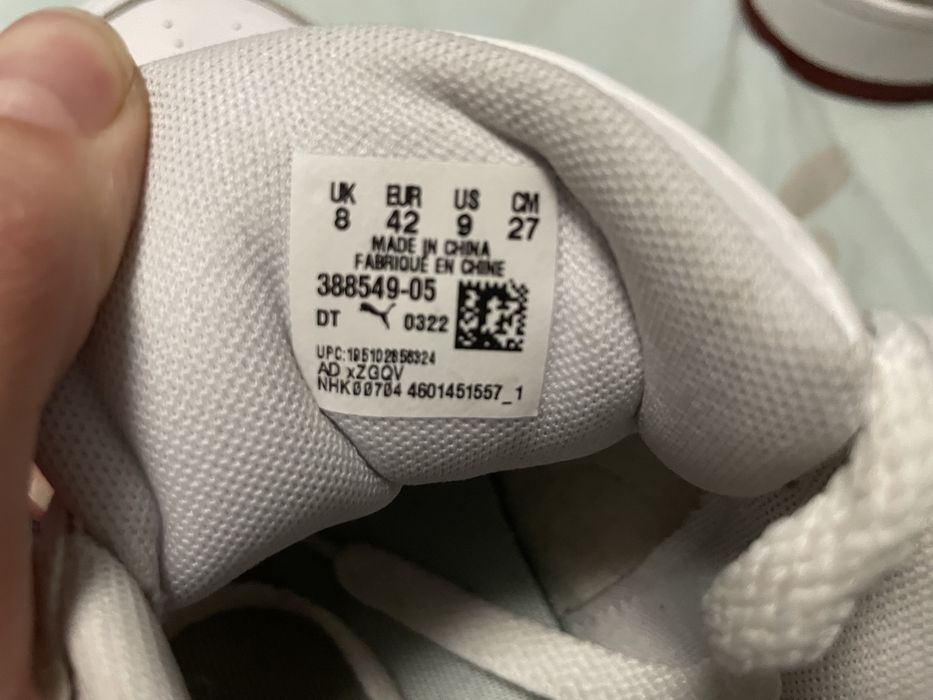 UK EUR US CM
8 42 9 27
MADE IN CHINA
FABRIQUÉ EN CHINE
388549-05
DT 0322
UPC:195102858324
AD xZGQV
NHK00704 4601451557_1